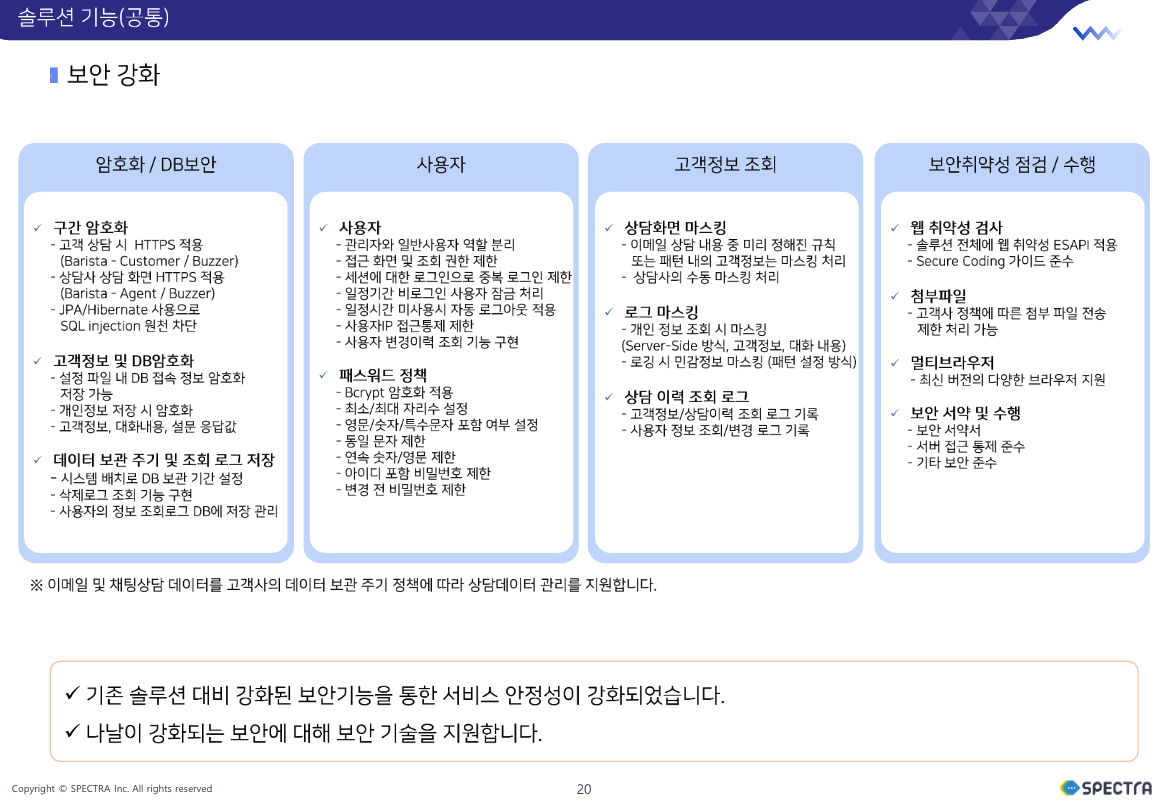 솔루션 기능(공통)
보안 강화
암호화 / DB보안
✓ 구간 암호화
- 고객 상담 시 HTTPS 적용
(Barista - Customer / Buzzer)
- 상담사 상담 화면 HTTPS 적용
(Barista - Agent / Buzzer)
- JPA/Hibernate 사용으로
SQL injection 원천 차단
✓ 고객정보 및 DB암호화
- 설정 파일 내 DB 접속 정보 암호화
저장 가능
- 개인정보 저장 시 암호화
- 고객정보, 대화내용, 설문 응답값
✓ 데이터 보관 주기 및 조회 로그 저장
- 시스템 배치로 DB 보관 기간 설정
- 삭제로그 조회 기능 구현
- 사용자의 정보 조회로그 DB에 저장 관리
사용자
✓ 사용자
- 관리자와 일반사용자 역할 분리
- 접근 화면 및 조회 권한 제한
- 세션에 대한 로그인으로 중복 로그인 제한
- 일정기간 비로그인 사용자 잠금 처리
- 일정시간 미사용시 자동 로그아웃 적용
- 사용자IP 접근통제 제한
- 사용자 변경이력 조회 기능 구현
✓ 패스워드 정책
- Bcrypt 암호화 적용
- 최소/최대 자리수 설정
- 영문/숫자/특수문자 포함 여부 설정
- 동일 문자 제한
- 연속 숫자/영문 제한
- 아이디 포함 비밀번호 제한
- 변경 전 비밀번호 제한
고객정보 조회
✓ 상담화면 마스킹
- 이메일 상담 내용 중 미리 정해진 규칙
또는 패턴 내의 고객정보는 마스킹 처리
- 상담사의 수동 마스킹 처리
✓ 로그 마스킹
- 개인 정보 조회 시 마스킹
(Server-Side 방식, 고객정보, 대화 내용)
- 로깅 시 민감정보 마스킹 (패턴 설정 방식)
✓ 상담 이력 조회 로그
- 고객정보/상담이력 조회 로그 기록
- 사용자 정보 조회/변경 로그 기록
보안취약성 점검 / 수행
✓ 웹 취약성 검사
- 솔루션 전체에 웹 취약성 ESAPI 적용
- Secure Coding 가이드 준수
✓ 첨부파일
- 고객사 정책에 따른 첨부 파일 전송
제한 처리 가능
✓ 멀티브라우저
- 최신 버전의 다양한 브라우저 지원
✓ 보안 서약 및 수행
- 보안 서약서
- 서버 접근 통제 준수
- 기타 보안 준수
※ 이메일 및 채팅상담 데이터를 고객사의 데이터 보관 주기 정책에 따라 상담데이터 관리를 지원합니다.
✓ 기존 솔루션 대비 강화된 보안기능을 통한 서비스 안정성이 강화되었습니다.
✓ 나날이 강화되는 보안에 대해 보안 기술을 지원합니다.
Copyright © SPECTRA Inc. All rights reserved
20
SPECTRA